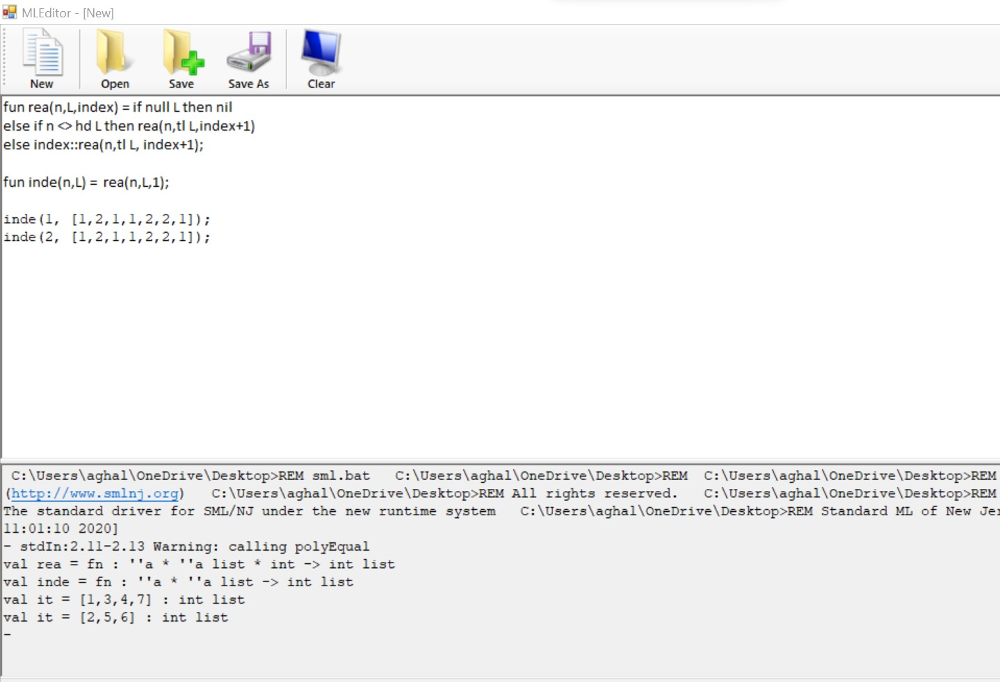 MLEditor - [New]
New
Open
Save
Save As
Clear
fun rea(n,L,index) = if null L then nil
else if n <> hd L then rea(n,tl L,index+1)
else index::rea(n,tl L, index+1);
fun inde(n,L) = rea(n,L,1);
inde(1, [1,2,1,1,2,2,1]);
inde(2, [1,2,1,1,2,2,1]);
C:\Users\aghal\OneDrive\Desktop>REM sml.bat C:\Users\aghal\OneDrive\Desktop>REM C:\Users\aghal\OneDrive\Desktop>REM
(http://www.smlnj.org) C:\Users\aghal\OneDrive\Desktop>REM All rights reserved. C:\Users\aghal\OneDrive\Desktop>REM
The standard driver for SML/NJ under the new runtime system C:\Users\aghal\OneDrive\Desktop>REM Standard ML of New Jer
11:01:10 2020]
- stdIn:2.11-2.13 Warning: calling polyEqual
val rea = fn : ''a * ''a list * int -> int list
val inde = fn : ''a * ''a list -> int list
val it = [1,3,4,7] : int list
val it = [2,5,6] : int list
-